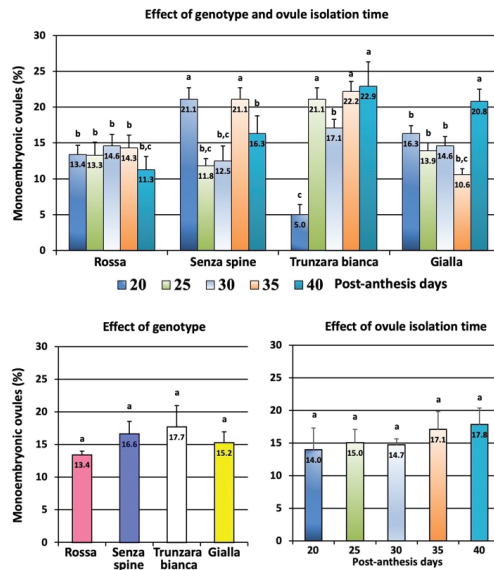 Effect of genotype and ovule isolation time
Monoembryonic ovules (%)
30
25
20
15
10
5
0
b b b b b,c
13.4 13.3 14.6 14.3 11.3
a b,c b,c a b
21.1 11.8 12.5 21.1 16.3
c a b a a
5.0 21.1 17.1 22.2 22.9
b b b b,c a
16.3 13.9 14.6 10.6 20.8
Rossa Senza spine Trunzara bianca Gialla
20 25 30 35 40 Post-anthesis days
Effect of genotype
Monoembryonic ovules (%)
30
25
20
15
10
5
0
a a a a
13.4 16.6 17.7 15.2
Rossa Senza Trunzara Gialla
spine bianca
Effect of ovule isolation time
30
25
20
15
10
5
0
a a a a a
14.0 15.0 14.7 17.1 17.8
20 25 30 35 40
Post-anthesis days